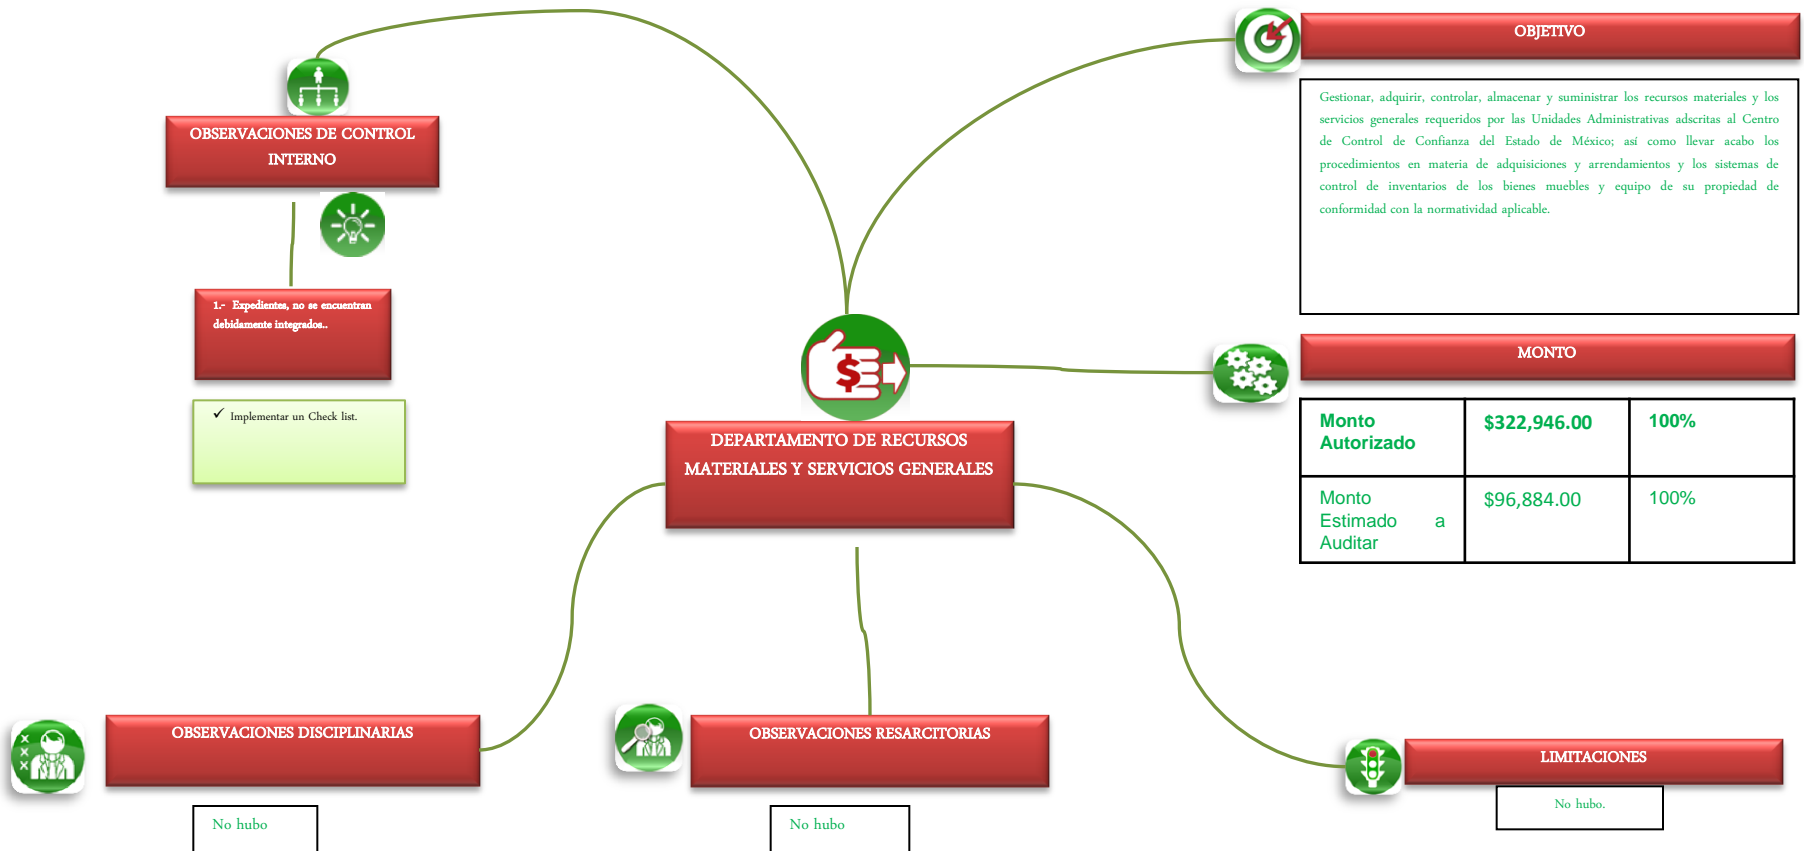 OBJETIVO
Gestionar, adquirir, controlar, almacenar y suministrar los recursos materiales y los
servicios generales requeridos por las Unidades Administrativas adscritas al Centro
de Control de Confianza del Estado de México; así como llevar acabo los
procedimientos en materia de adquisiciones y arrendamientos y los sistemas de
control de inventarios de los bienes muebles y equipo de su propiedad de
conformidad con la normatividad aplicable.
OBSERVACIONES DE CONTROL
INTERNO
1.- Expedientes, no se encuentran
debidamente integrados..
✓ Implementar un Check list.
MONTO
Monto
Autorizado
$322,946.00
100%
Monto
Estimado a
Auditar
$96,884.00
100%
$
DEPARTAMENTO DE RECURSOS
MATERIALES Y SERVICIOS GENERALES
OBSERVACIONES DISCIPLINARIAS
No hubo
OBSERVACIONES RESARCITORIAS
No hubo
LIMITACIONES
No hubo.